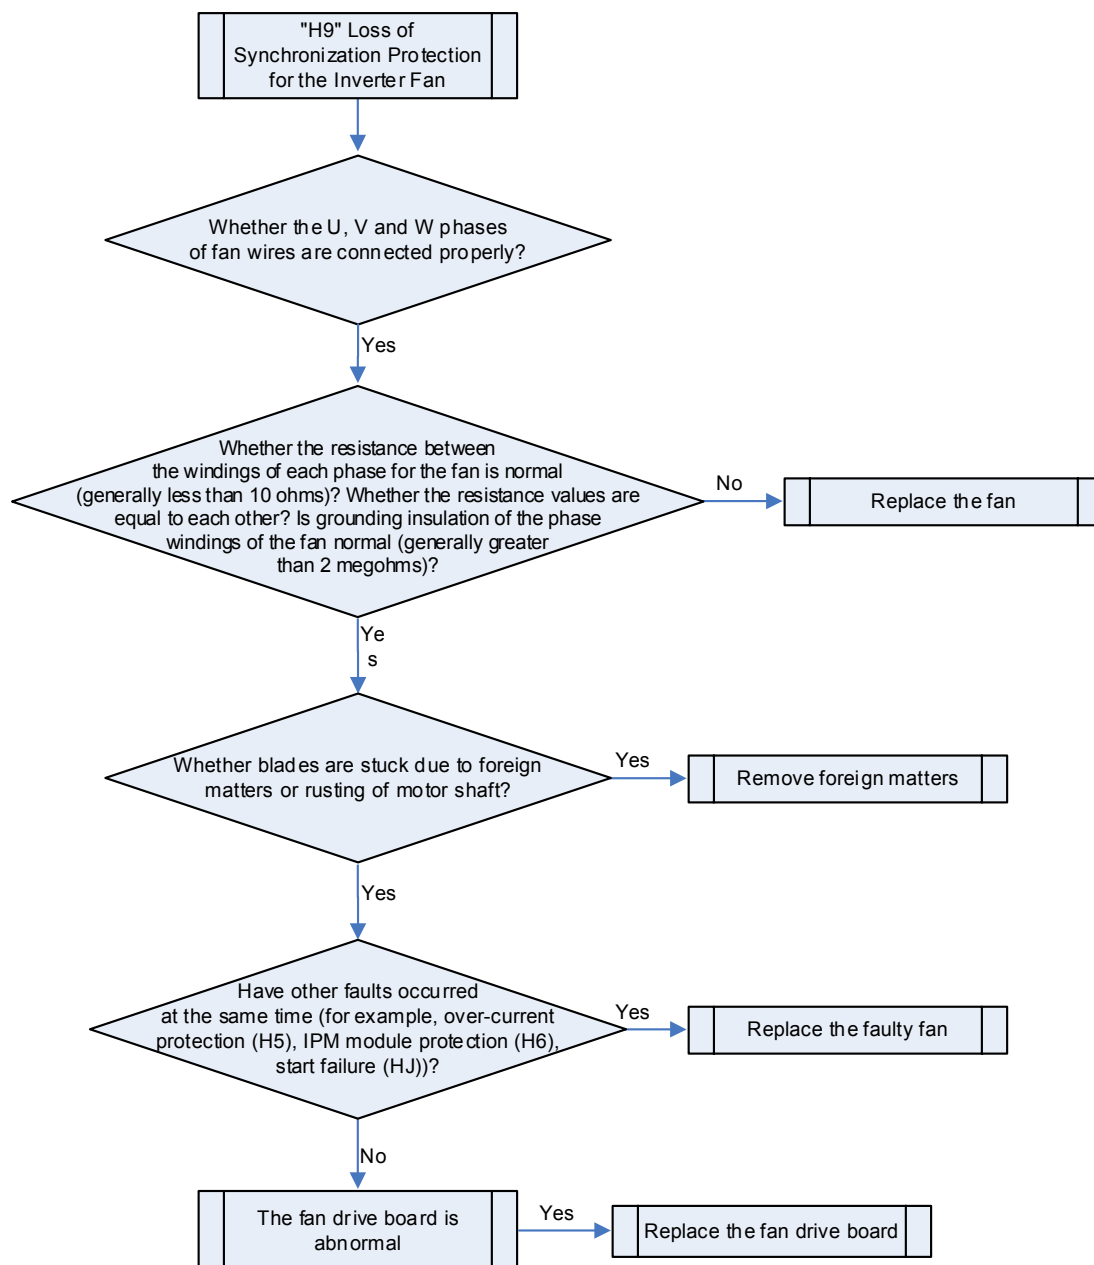 "H9" Loss of
Synchronization Protection
for the Inverter Fan
Whether the U, V and W phases
of fan wires are connected properly?
Yes
Whether the resistance between
the windings of each phase for the fan is normal
(generally less than 10 ohms)? Whether the resistance values are
equal to each other? Is grounding insulation of the phase
windings of the fan normal (generally greater
than 2 megohms)?
No
Replace the fan
Ye
s
Whether blades are stuck due to foreign
matters or rusting of motor shaft?
Yes
Remove foreign matters
Yes
Have other faults occurred
at the same time (for example, over-current
protection (H5), IPM module protection (H6),
start failure (HJ))?
Yes
Replace the faulty fan
No
The fan drive board is
abnormal
Yes
Replace the fan drive board